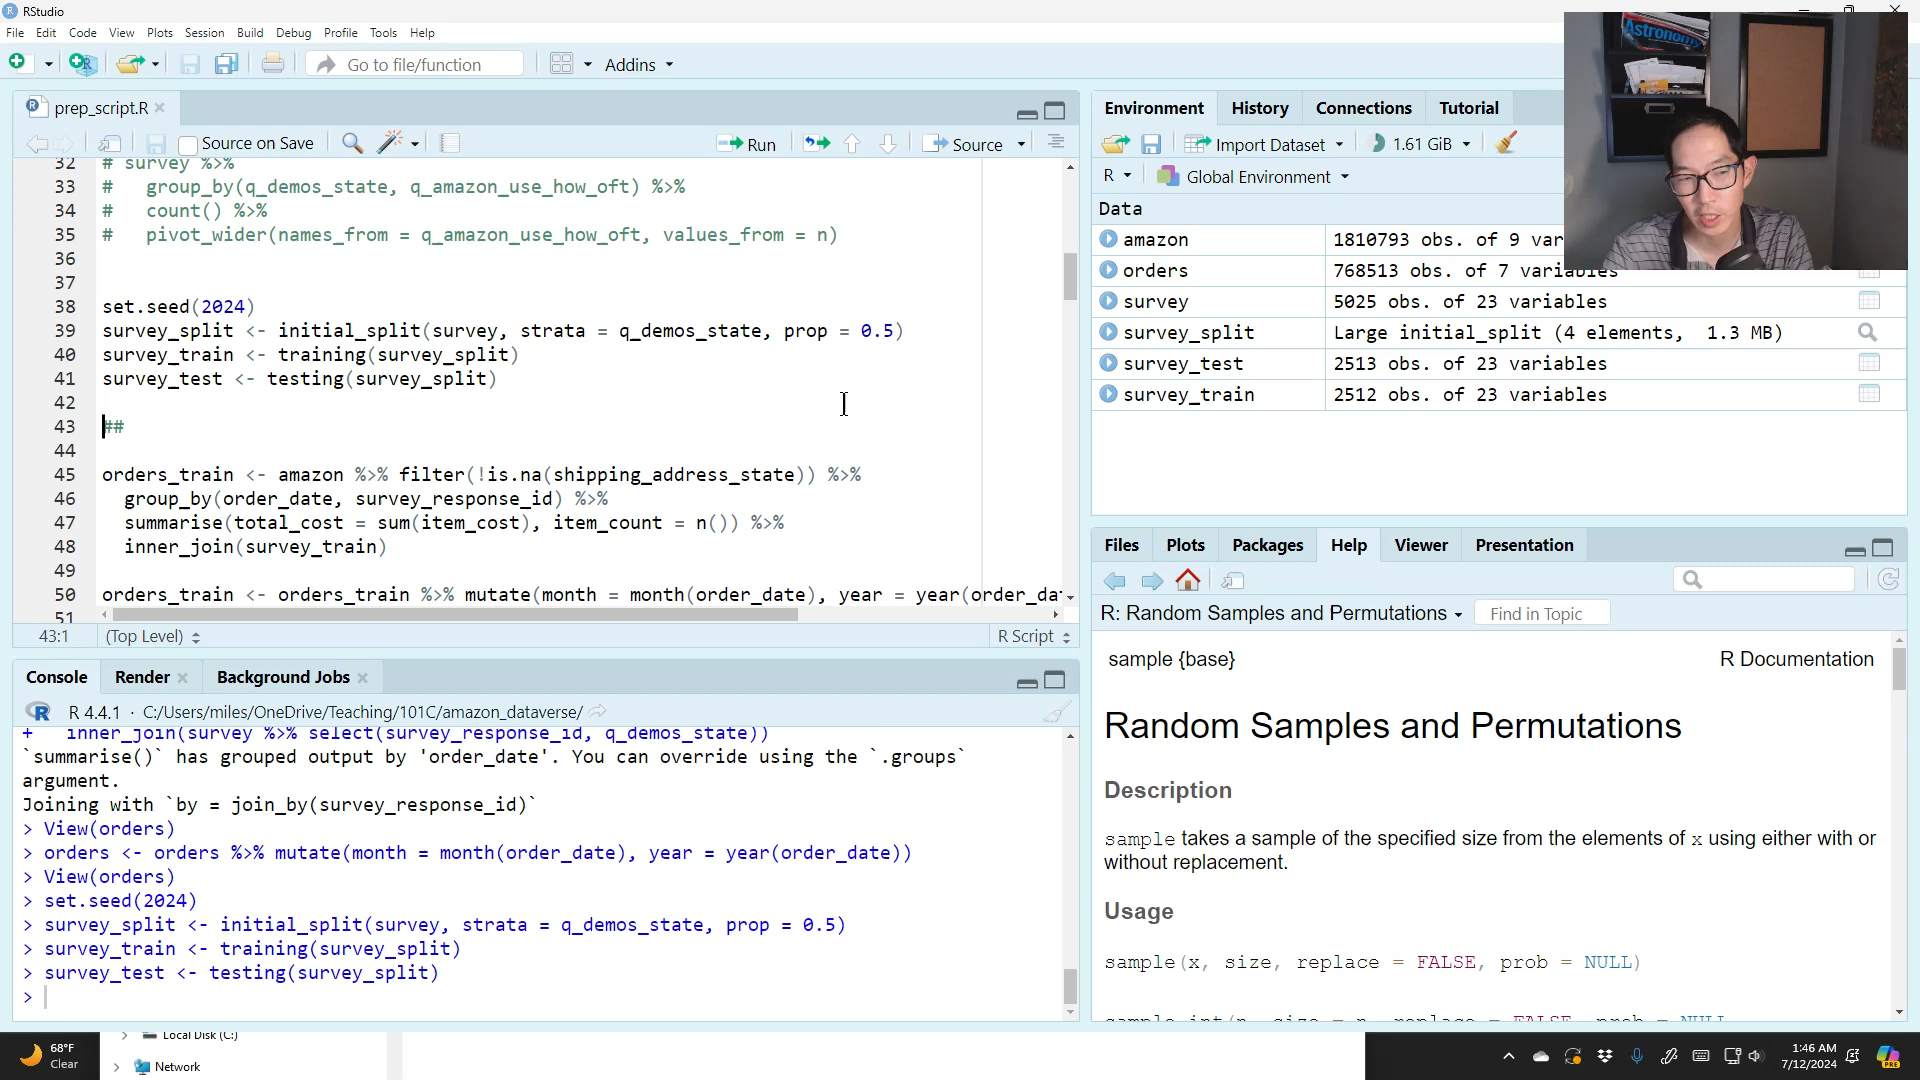 RStudio
File Edit Code View Plots Session Build Debug Profile Tools Help
Go to file/function Addins
prep_script.R
Source on Save Run Source
32 # survey %>%
33 #   group_by(q_demos_state, q_amazon_use_how_oft) %>%
34 #   count() %>%
35 #   pivot_wider(names_from = q_amazon_use_how_oft, values_from = n)
36
37
38 set.seed(2024)
39 survey_split <- initial_split(survey, strata = q_demos_state, prop = 0.5)
40 survey_train <- training(survey_split)
41 survey_test <- testing(survey_split)
42
43 ##
44
45 orders_train <- amazon %>% filter(!is.na(shipping_address_state)) %>%
46   group_by(order_date, survey_response_id) %>%
47   summarise(total_cost = sum(item_cost), item_count = n()) %>%
48   inner_join(survey_train)
49
50 orders_train <- orders_train %>% mutate(month = month(order_date), year = year(order_da
51
43:1 (Top Level) R Script
Console Render Background Jobs
R 4.4.1 · C:/Users/miles/OneDrive/Teaching/101C/amazon_dataverse/
+   inner_join(survey %>% select(survey_response_id, q_demos_state))
`summarise()` has grouped output by 'order_date'. You can override using the `.groups`
argument.
Joining with `by = join_by(survey_response_id)`
> View(orders)
> orders <- orders %>% mutate(month = month(order_date), year = year(order_date))
> View(orders)
> set.seed(2024)
> survey_split <- initial_split(survey, strata = q_demos_state, prop = 0.5)
> survey_train <- training(survey_split)
> survey_test <- testing(survey_split)
>
Environment History Connections Tutorial
Import Dataset 1.61 GiB
R Global Environment
Data
amazon 1810793 obs. of 9 var
orders 768513 obs. of 7 variables
survey 5025 obs. of 23 variables
survey_split Large initial_split (4 elements, 1.3 MB)
survey_test 2513 obs. of 23 variables
survey_train 2512 obs. of 23 variables
Astronomy
Files Plots Packages Help Viewer Presentation
R: Random Samples and Permutations Find in Topic
sample {base} R Documentation
Random Samples and Permutations
Description
sample takes a sample of the specified size from the elements of x using either with or
without replacement.
Usage
sample(x, size, replace = FALSE, prob = NULL)
sample.int(n, size = n, replace = FALSE, prob = NULL,
68°F
Clear
Local Disk (C:)
Network
1:46 AM
7/12/2024
PRE